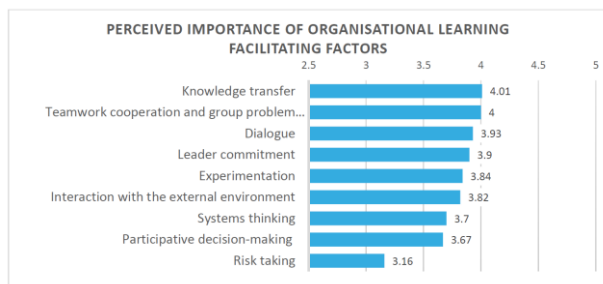 PERCEIVED IMPORTANCE OF ORGANISATIONAL LEARNING
FACILITATING FACTORS
2.5 3 3.5 4 4.5 5
Knowledge transfer 4.01
Teamwork cooperation and group problem... 4
Dialogue 3.93
Leader commitment 3.9
Experimentation 3.84
Interaction with the external environment 3.82
Systems thinking 3.7
Participative decision-making 3.67
Risk taking 3.16